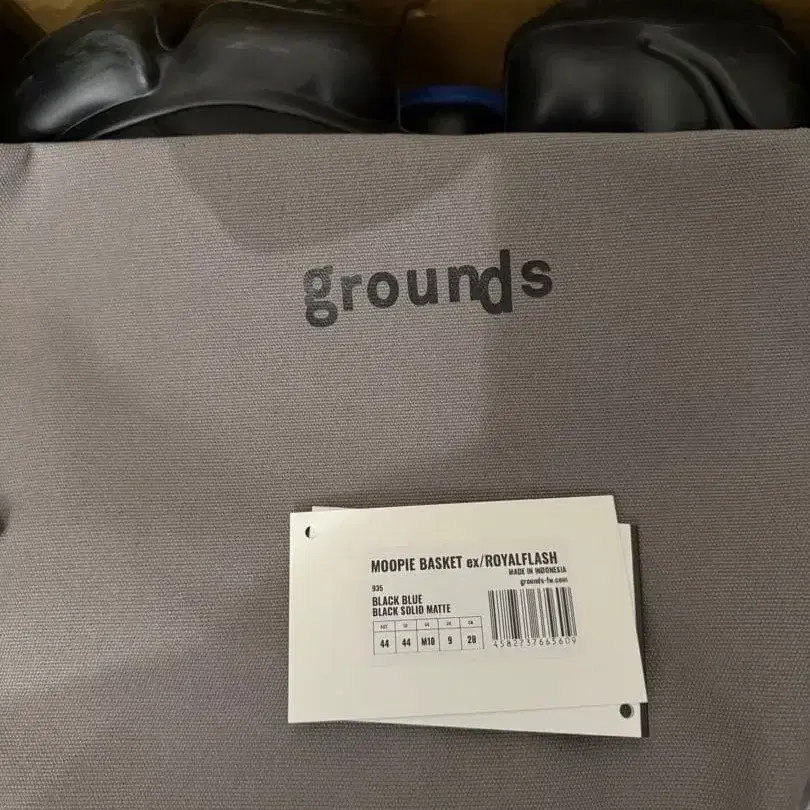 grounds
MOOPIE BASKET ex/ROYALFLASH
MADE IN INDONESIA
grounds-fw.com
935
BLACK BLUE
BLACK SOLID MATTE
44 44 M10 9 28
4582737665609